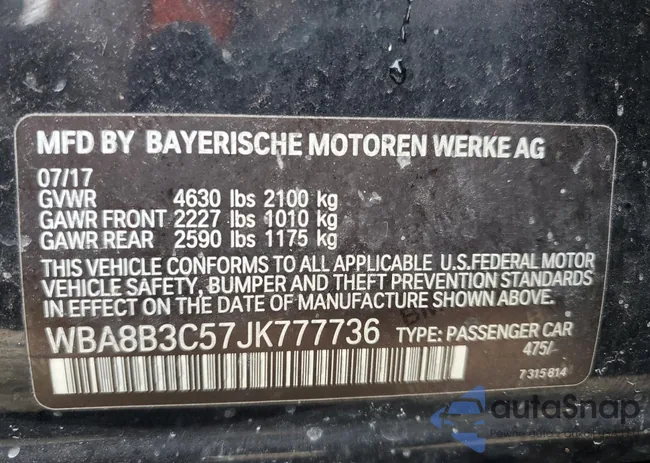 MFD BY BAYERISCHE MOTOREN WERKE AG
07/17
GVWR 4630 lbs 2100 kg
GAWR FRONT 2227 lbs 1010 kg
GAWR REAR 2590 lbs 1175 kg
THIS VEHICLE CONFORMS TO ALL APPLICABLE U.S.FEDERAL MOTOR
VEHICLE SAFETY, BUMPER AND THEFT PREVENTION STANDARDS
IN EFFECT ON THE DATE OF MANUFACTURE SHOWN ABOVE.
WBA8B3C57JK777736 TYPE: PASSENGER CAR
475/-
7 315 814
autoSnap